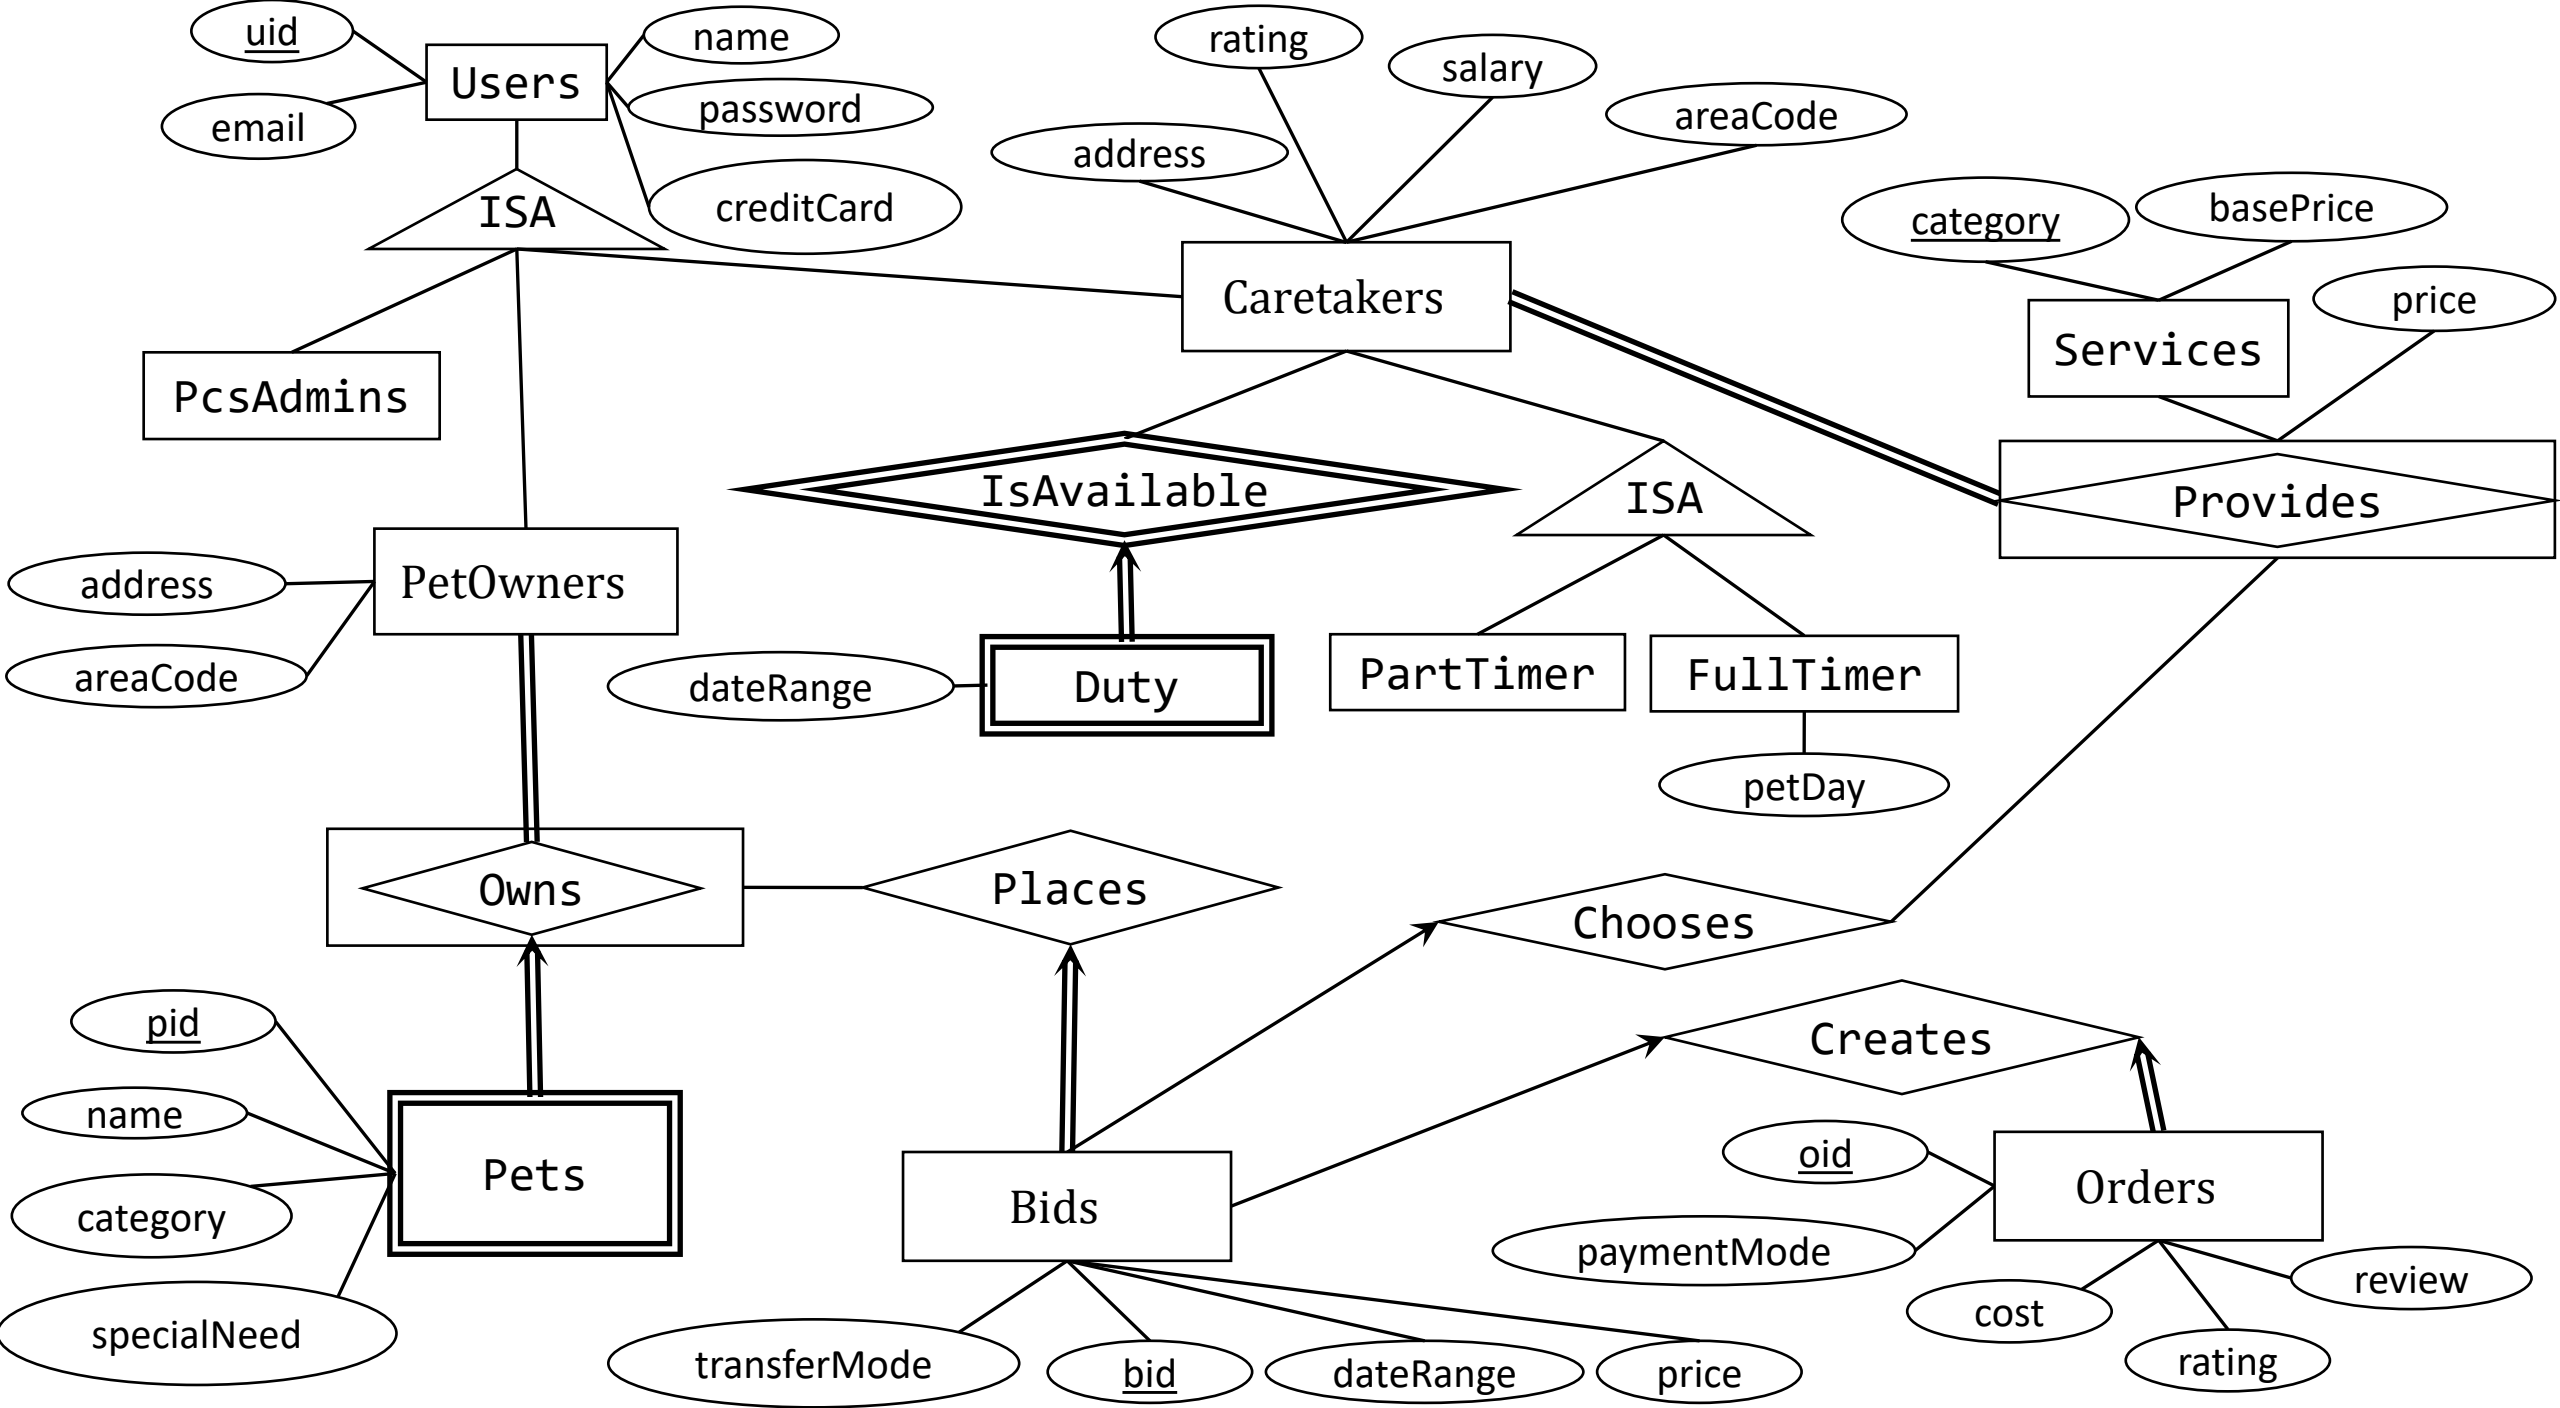 uid
name
Users
email
password
creditCard
ISA
rating
salary
areaCode
address
category
basePrice
price
Caretakers
Services
PcsAdmins
IsAvailable
ISA
Provides
PetOwners
address
areaCode
dateRange
Duty
PartTimer
FullTimer
petDay
Owns
Places
Chooses
Creates
pid
name
category
specialNeed
Pets
Bids
oid
Orders
paymentMode
cost
rating
review
transferMode
bid
dateRange
price